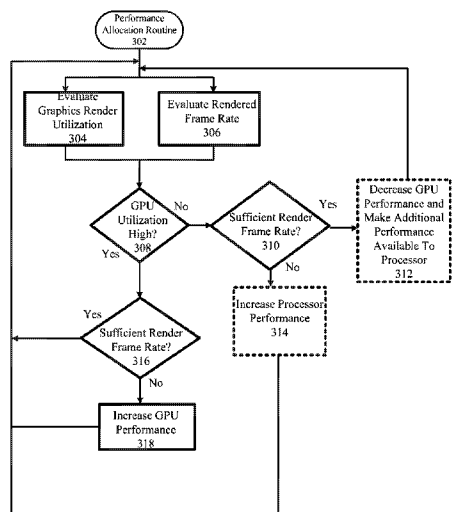 Performance
Allocation Routine
302
Evaluate
Graphics Render
Utilization
304
Evaluate Rendered
Frame Rate
306
GPU
Utilization
High?
308
No
Yes
Sufficient Render
Frame Rate?
310
Yes
No
Decrease GPU
Performance and
Make Additional
Performance
Available To
Processor
312
Increase Processor
Performance
314
Yes
Sufficient Render
Frame Rate?
316
No
Increase GPU
Performance
318